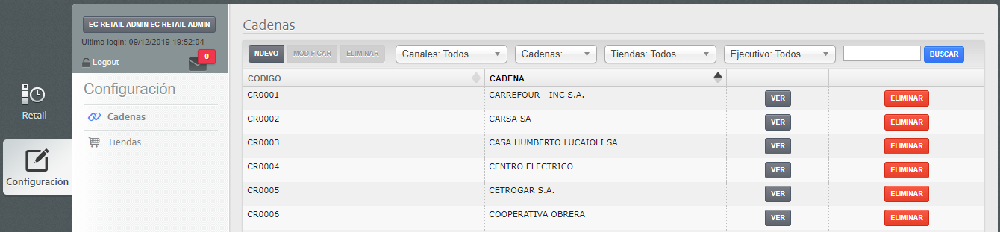 EC-RETAIL-ADMIN EC-RETAIL-ADMIN
Ultimo login: 09/12/2019 19:52:04
Logout
0
Retail
Configuración
Configuración
Cadenas
Tiendas
Cadenas
NUEVO MODIFICAR ELIMINAR Canales: Todos Cadenas: ... Tiendas: Todos Ejecutivo: Todos BUSCAR
CODIGO CADENA
CR0001 CARREFOUR - INC S.A. VER ELIMINAR
CR0002 CARSA SA VER ELIMINAR
CR0003 CASA HUMBERTO LUCAIOLI SA VER ELIMINAR
CR0004 CENTRO ELECTRICO VER ELIMINAR
CR0005 CETROGAR S.A. VER ELIMINAR
CR0006 COOPERATIVA OBRERA VER ELIMINAR